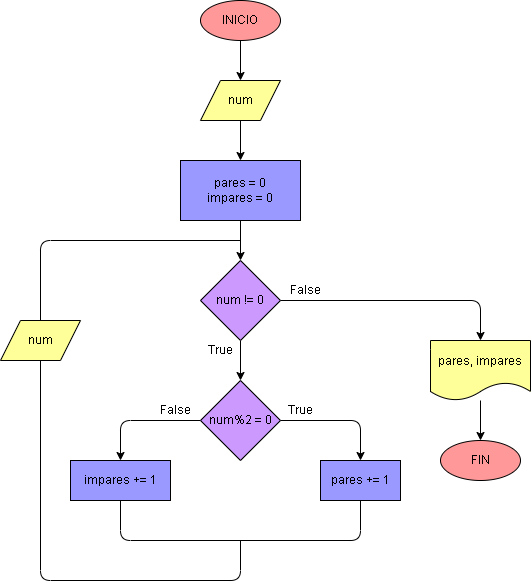 INICIO
num
pares = 0
impares = 0
num != 0
False
True
num
pares, impares
num%2 = 0
False
True
impares += 1
pares += 1
FIN